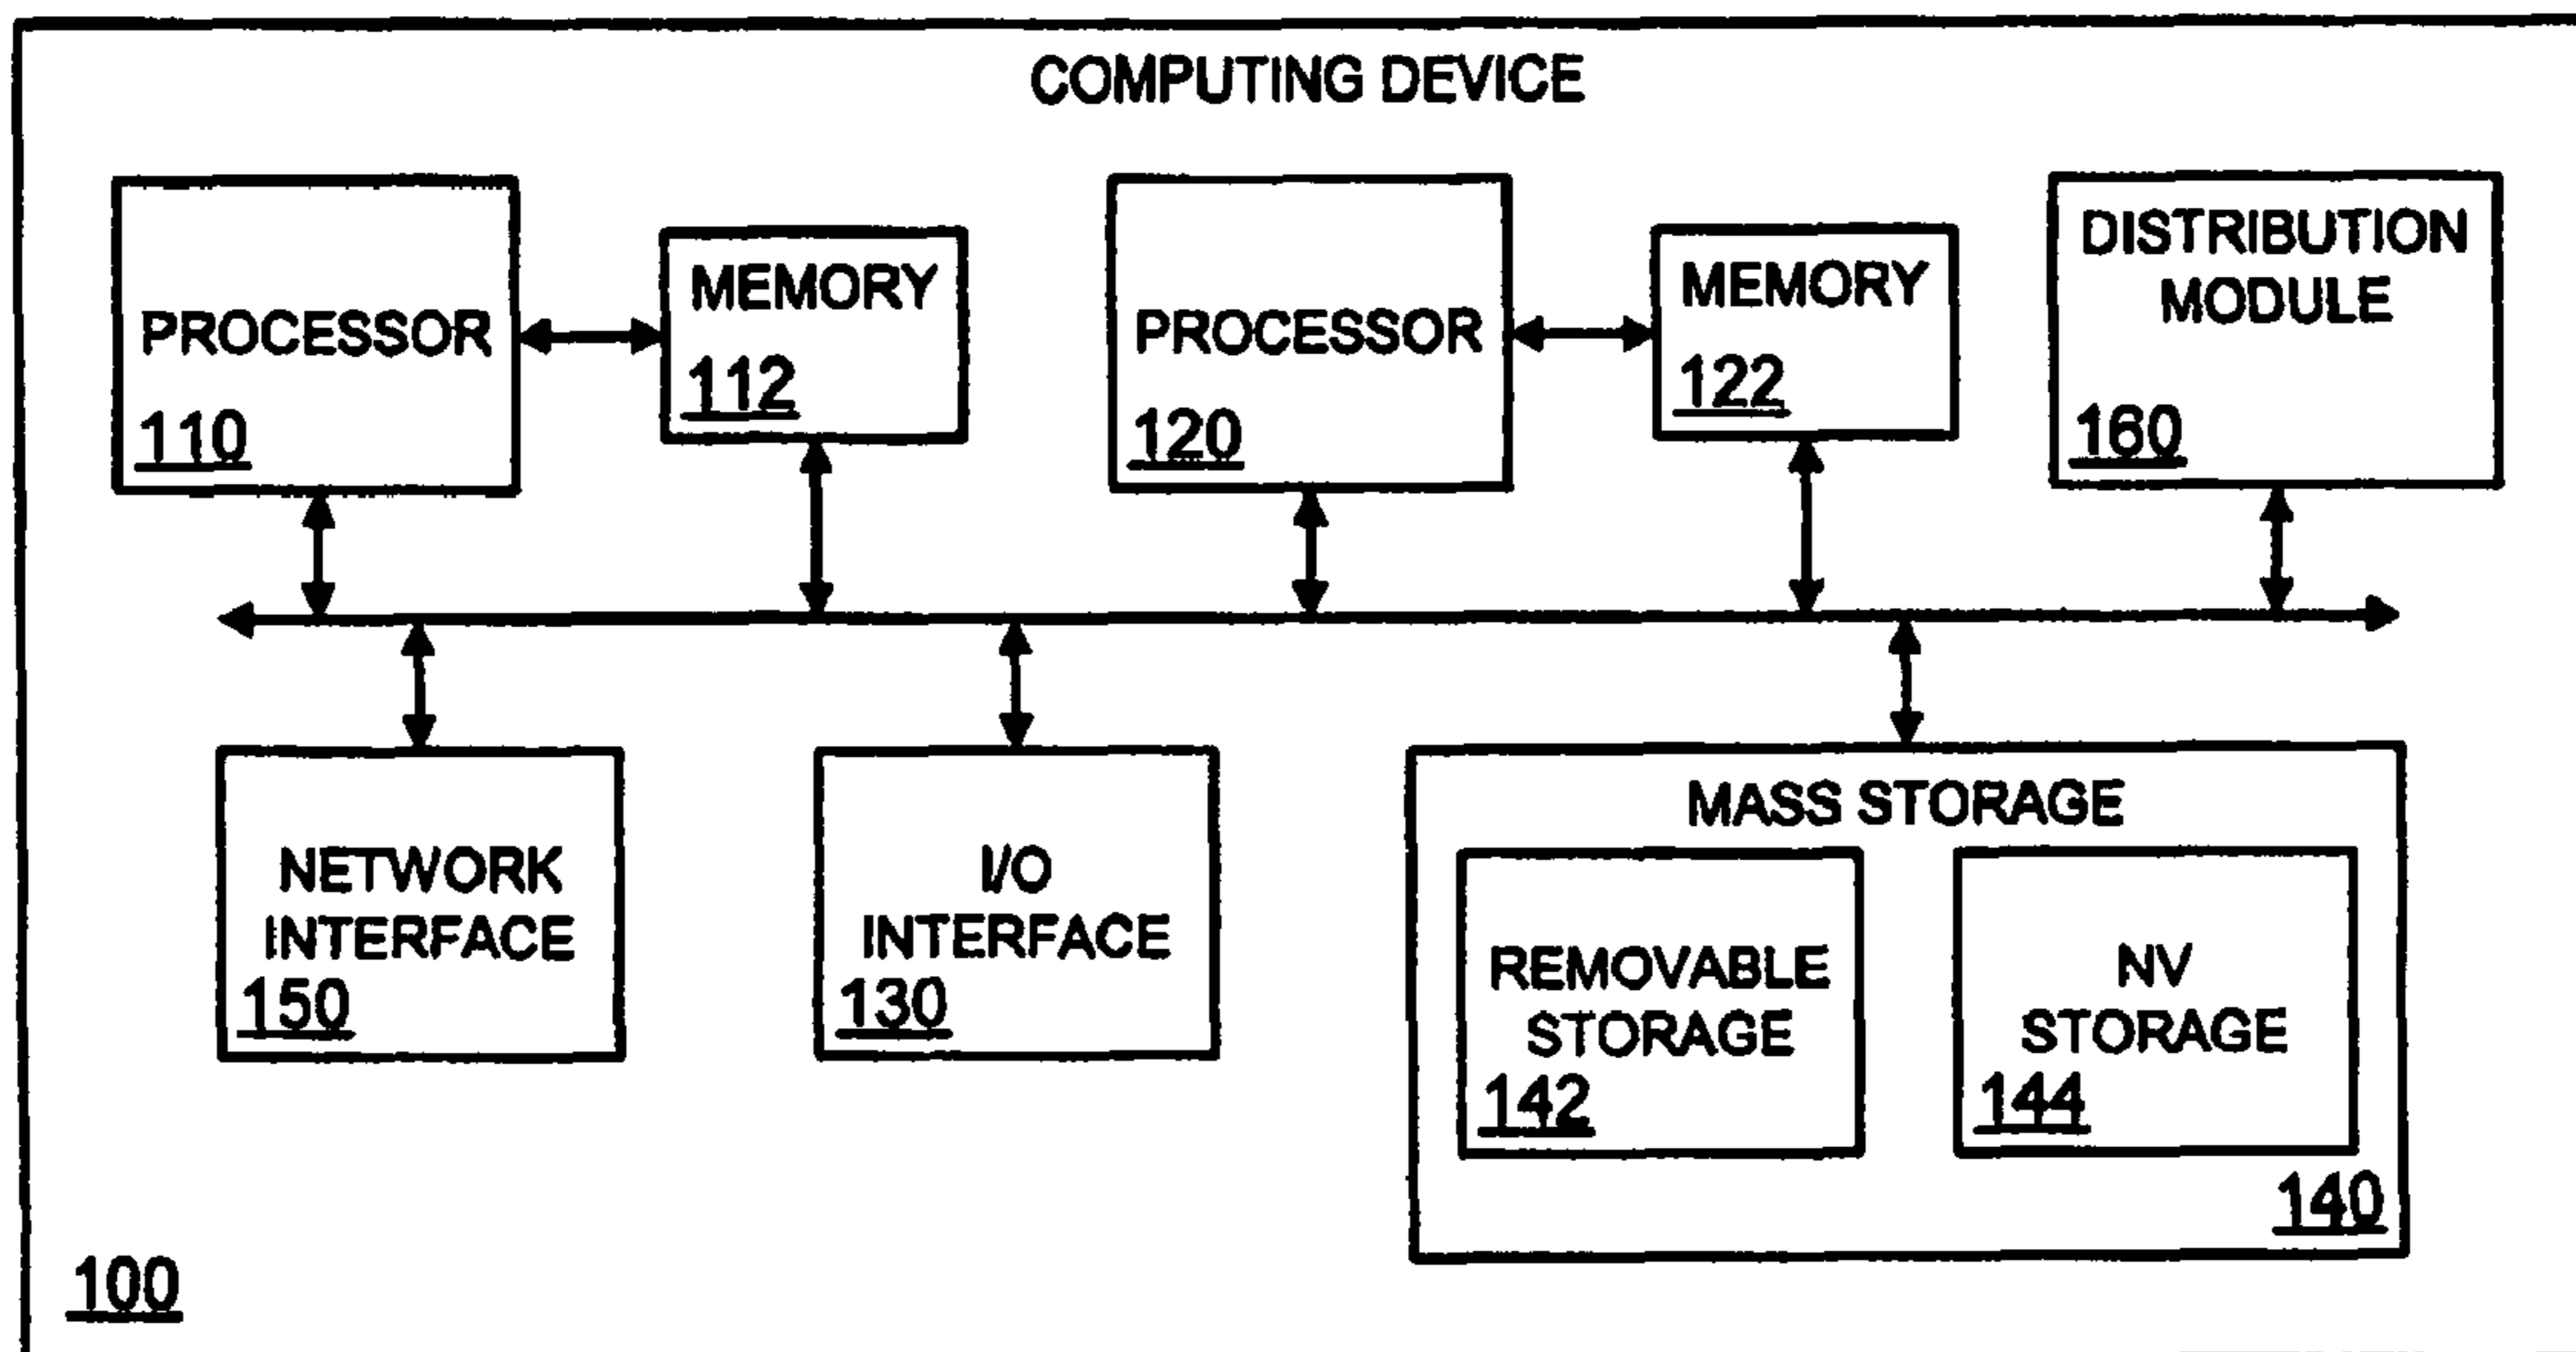 COMPUTING DEVICE
PROCESSOR
110
MEMORY
112
PROCESSOR
120
MEMORY
122
DISTRIBUTION
MODULE
160
NETWORK
INTERFACE
150
I/O
INTERFACE
130
MASS STORAGE
REMOVABLE
STORAGE
142
NV
STORAGE
144
140
100